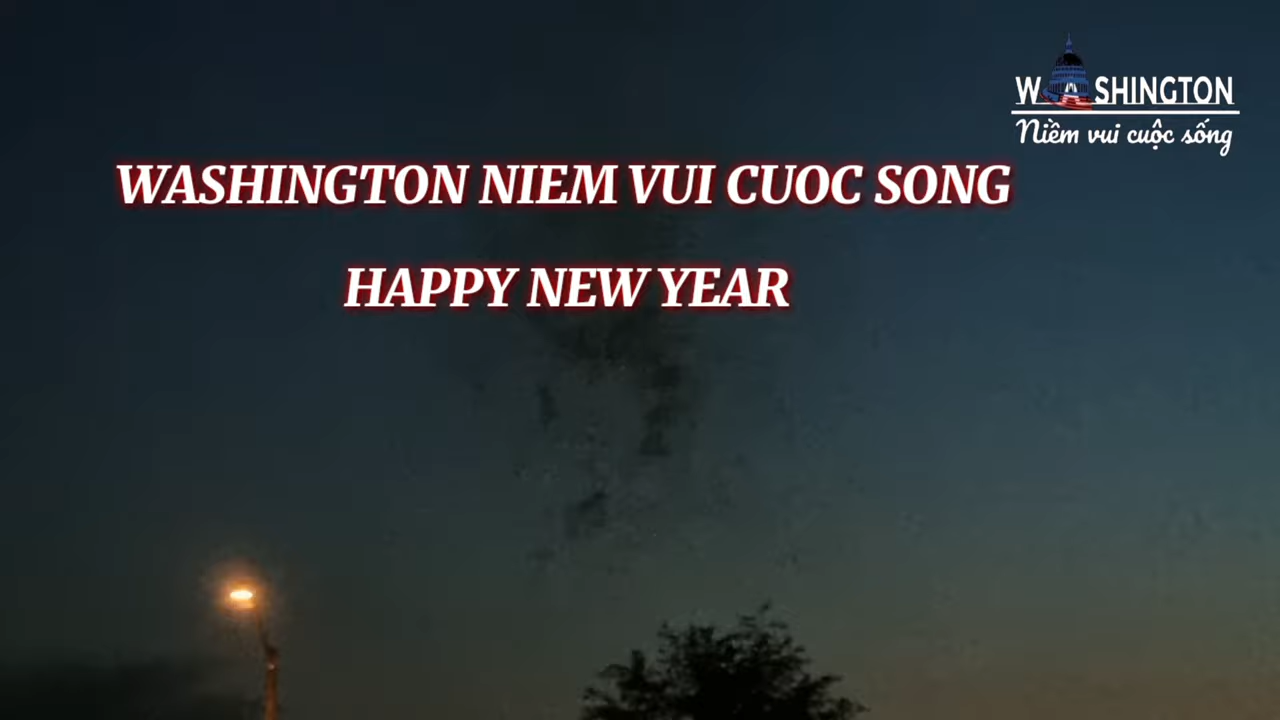 WASHINGTON
Niềm vui cuộc sống
WASHINGTON NIEM VUI CUOC SONG
HAPPY NEW YEAR